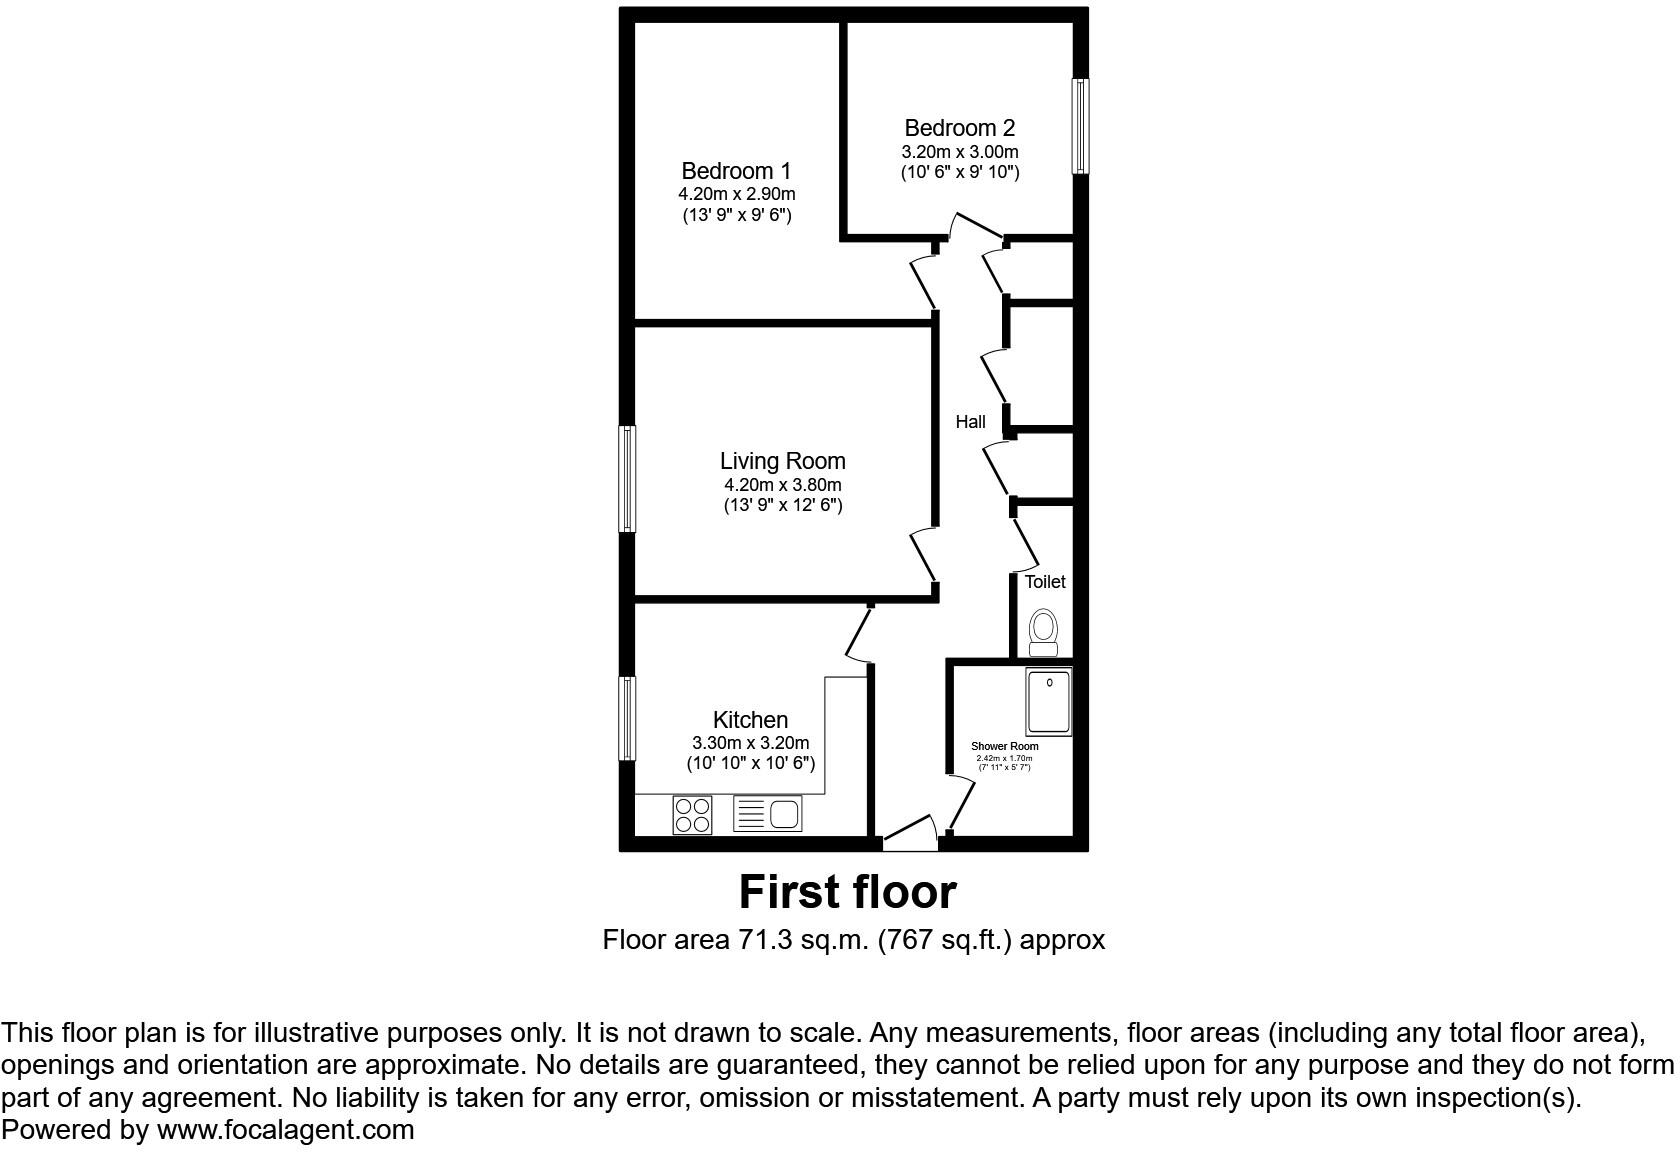 Bedroom 2
3.20m x 3.00m
(10' 6" x 9' 10")
Bedroom 1
4.20m x 2.90m
(13' 9" x 9' 6")
Hall
Living Room
4.20m x 3.80m
(13' 9" x 12' 6")
Toilet
Kitchen
3.30m x 3.20m
(10' 10" x 10' 6")
Shower Room
2.42m x 1.70m
(7' 11" x 5' 7")
First floor
Floor area 71.3 sq.m. (767 sq.ft.) approx
This floor plan is for illustrative purposes only. It is not drawn to scale. Any measurements, floor areas (including any total floor area),
openings and orientation are approximate. No details are guaranteed, they cannot be relied upon for any purpose and they do not form
part of any agreement. No liability is taken for any error, omission or misstatement. A party must rely upon its own inspection(s).
Powered by www.focalagent.com